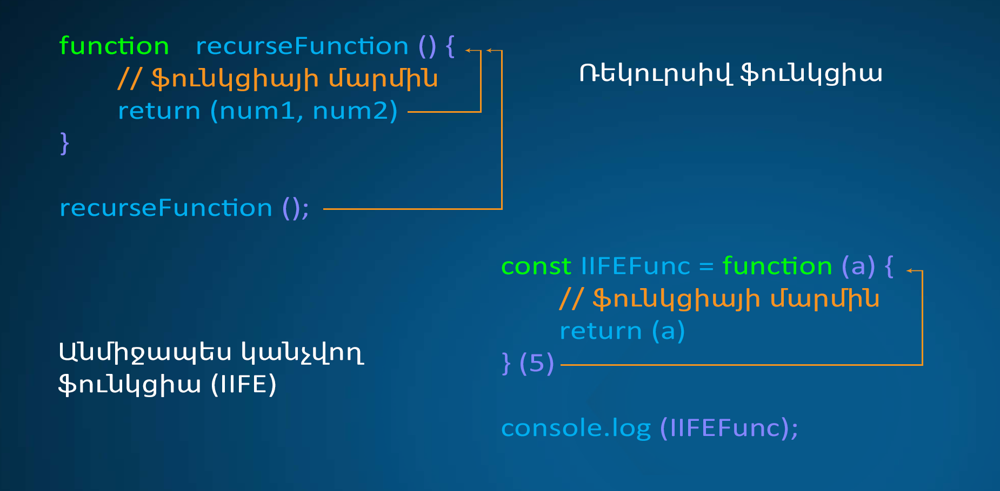 function recurseFunction () {
// ֆունկցիայի մարմին
return (num1, num2)
}
recurseFunction ();
Ռեկուրսիվ ֆունկցիա
Անմիջապես կանչվող
ֆունկցիա (IIFE)
const IIFEFunc = function (a) {
// ֆունկցիայի մարմին
return (a)
} (5)
console.log (IIFEFunc);